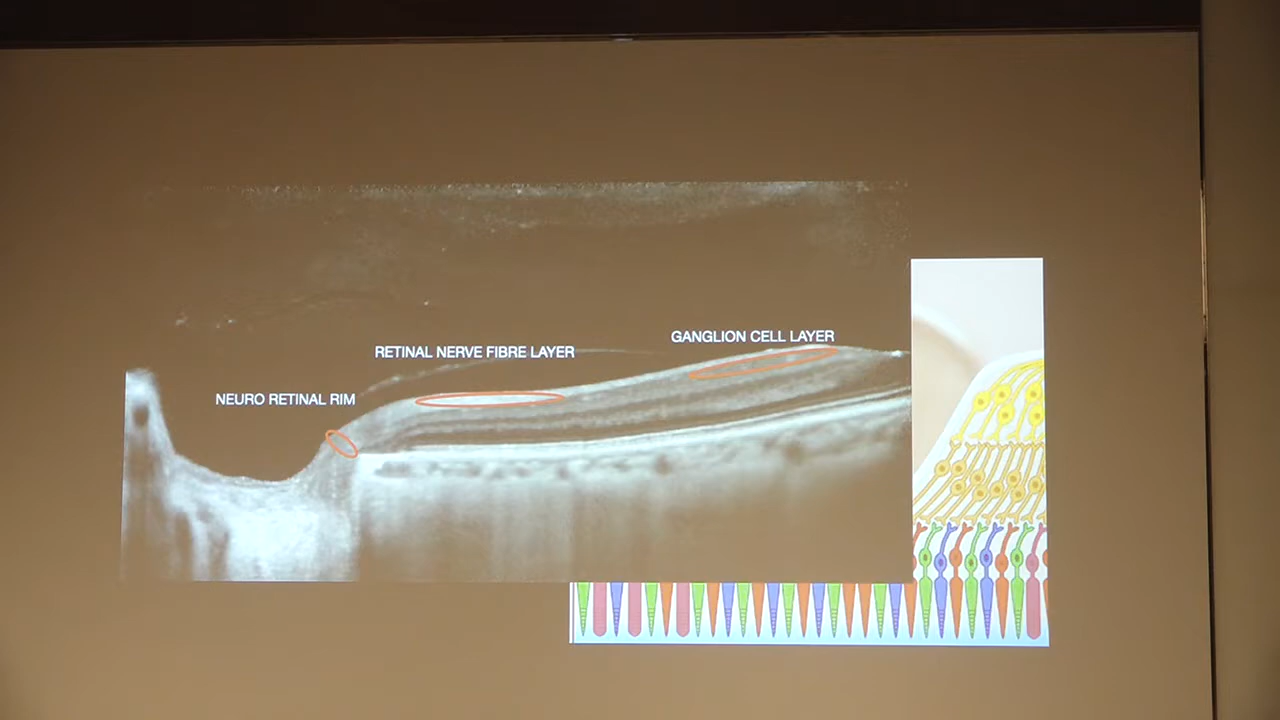 GANGLION CELL LAYER
RETINAL NERVE FIBRE LAYER
NEURO RETINAL RIM